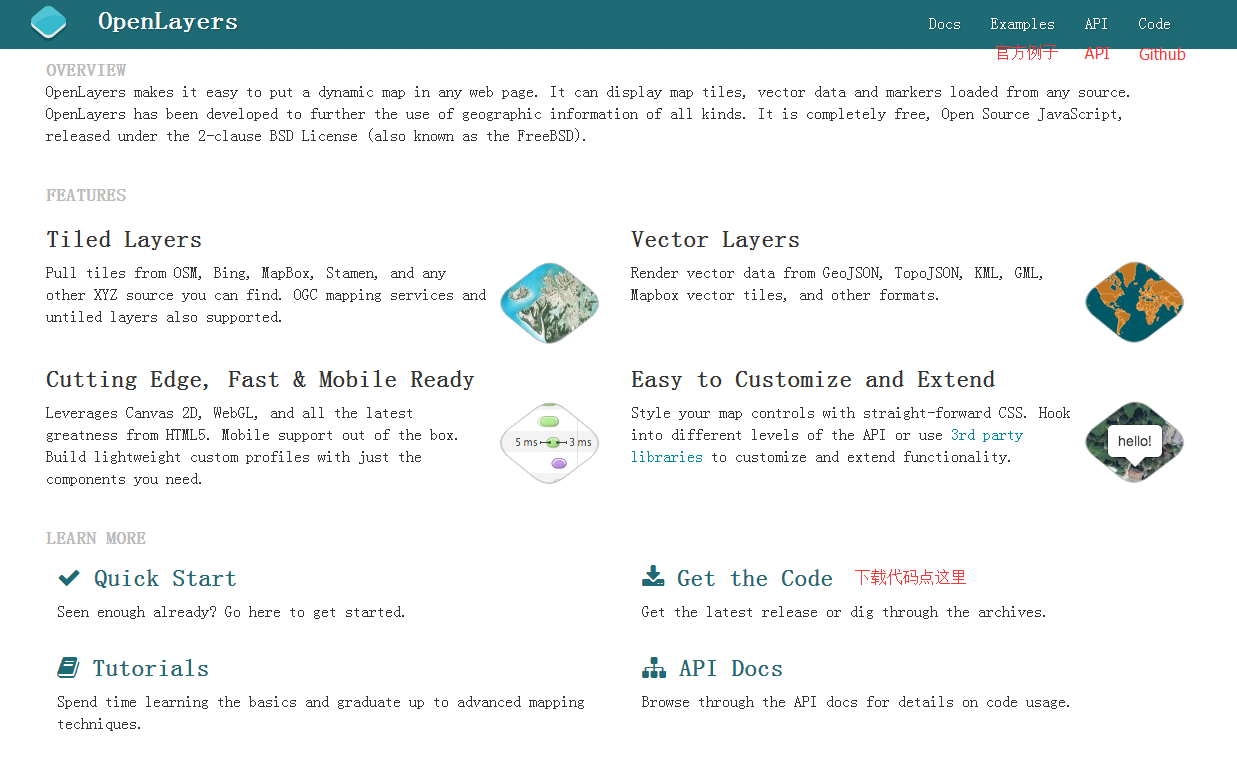 OpenLayers
Docs Examples API Code
官方例子 API Github
OVERVIEW
OpenLayers makes it easy to put a dynamic map in any web page. It can display map tiles, vector data and markers loaded from any source.
OpenLayers has been developed to further the use of geographic information of all kinds. It is completely free, Open Source JavaScript,
released under the 2-clause BSD License (also known as the FreeBSD).
FEATURES
Tiled Layers
Pull tiles from OSM, Bing, MapBox, Stamen, and any
other XYZ source you can find. OGC mapping services and
untiled layers also supported.
Vector Layers
Render vector data from GeoJSON, TopoJSON, KML, GML,
Mapbox vector tiles, and other formats.
Cutting Edge, Fast & Mobile Ready
Leverages Canvas 2D, WebGL, and all the latest
greatness from HTML5. Mobile support out of the box.
Build lightweight custom profiles with just the
components you need.
5 ms 3 ms
Easy to Customize and Extend
Style your map controls with straight-forward CSS. Hook
into different levels of the API or use 3rd party
libraries to customize and extend functionality.
hello!
LEARN MORE
Quick Start
Seen enough already? Go here to get started.
Get the Code 下载代码点这里
Get the latest release or dig through the archives.
Tutorials
Spend time learning the basics and graduate up to advanced mapping
techniques.
API Docs
Browse through the API docs for details on code usage.